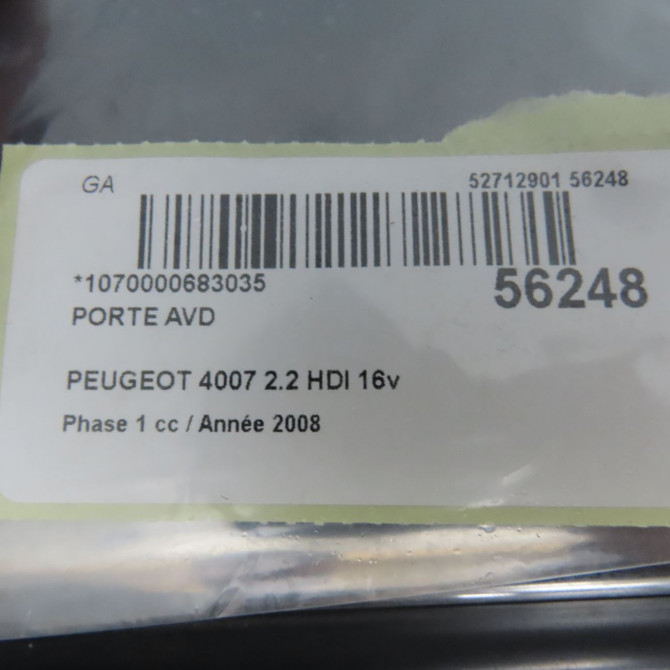 GA
52712901 56248
*1070000683035
56248
PORTE AVD
PEUGEOT 4007 2.2 HDI 16v
Phase 1 cc / Année 2008